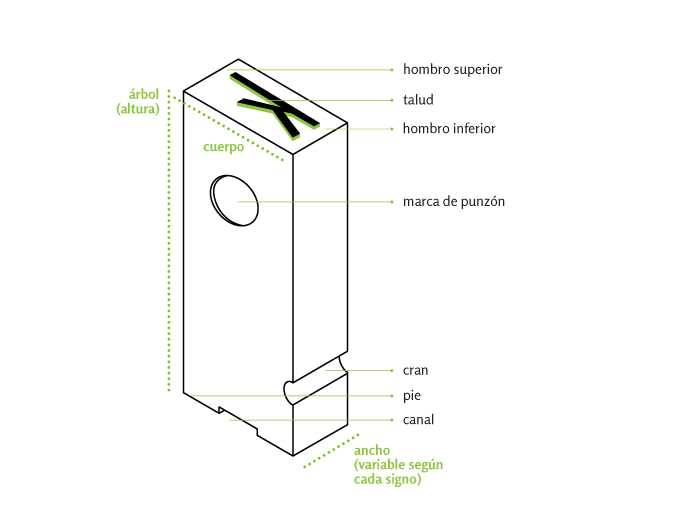 hombro superior
árbol
(altura)
talud
hombro inferior
cuerpo
marca de punzón
cran
pie
canal
ancho
(variable según
cada signo)